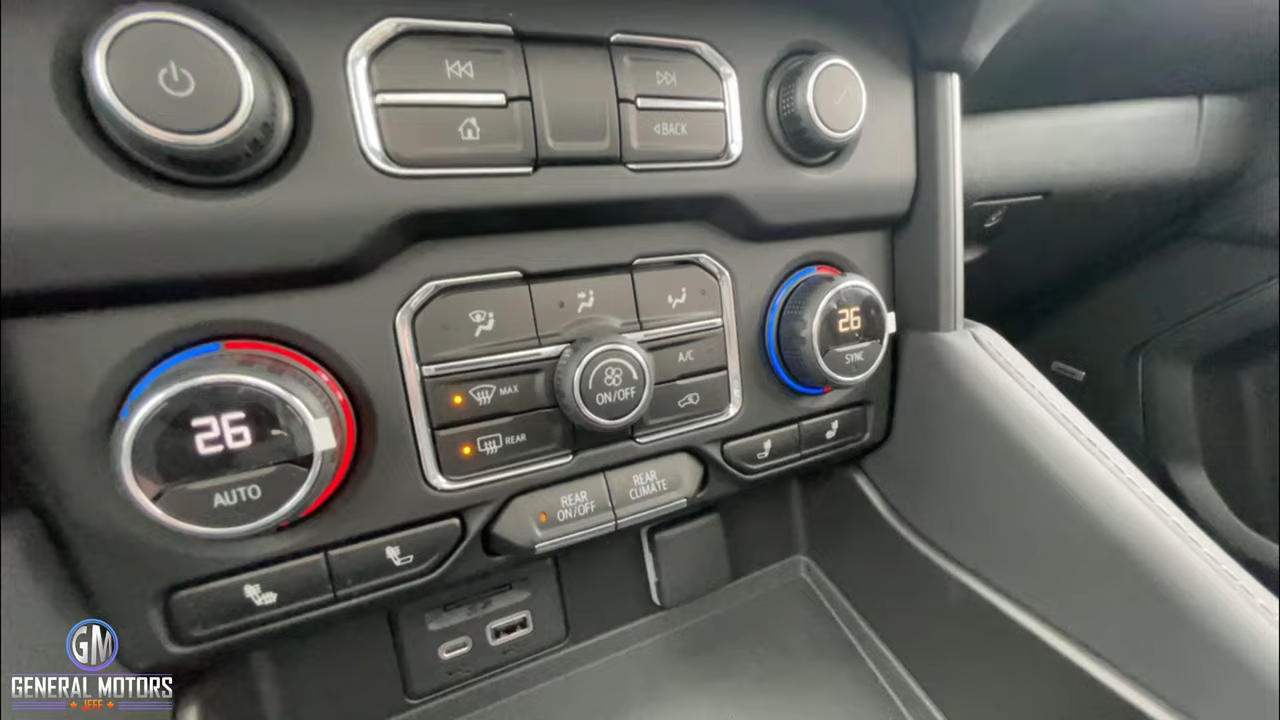 BACK
26
SYNC
A/C
MAX
ON/OFF
REAR
26
AUTO
REAR
ON/OFF
REAR
CLIMATE
GM
GENERAL MOTORS
JEFF